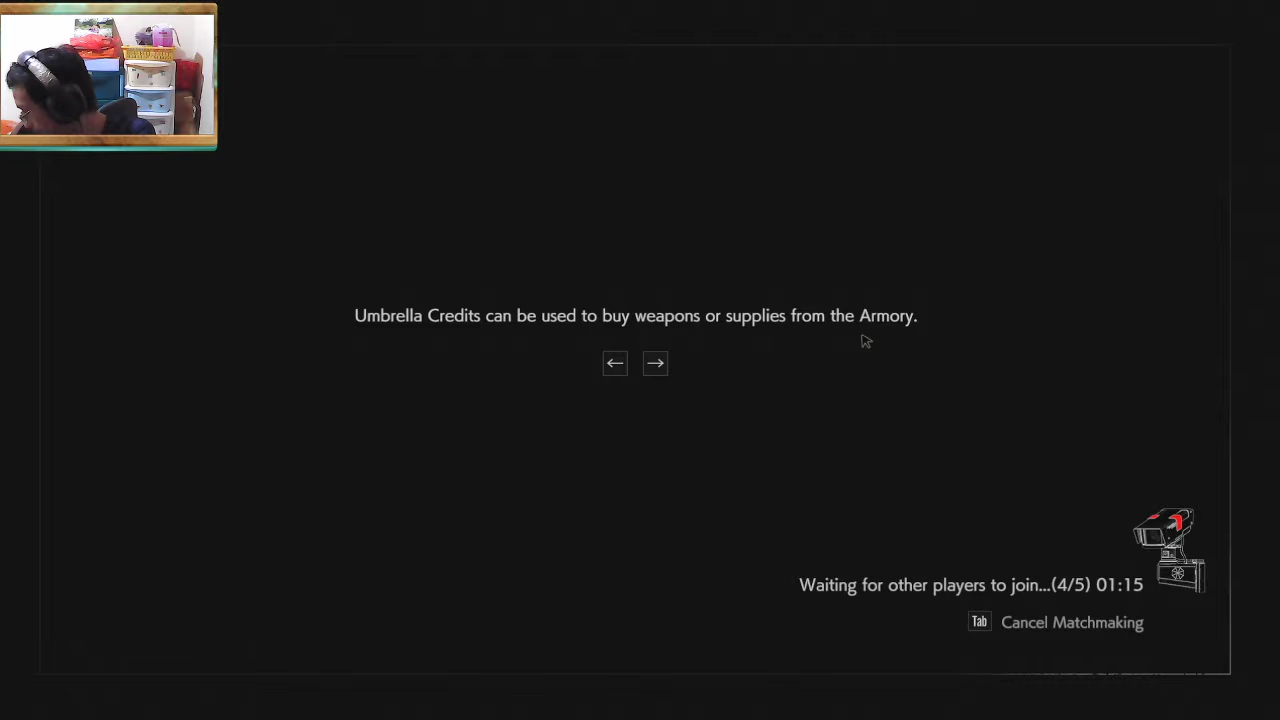 Umbrella Credits can be used to buy weapons or supplies from the Armory.
← →
Waiting for other players to join...(4/5) 01:15
Tab Cancel Matchmaking